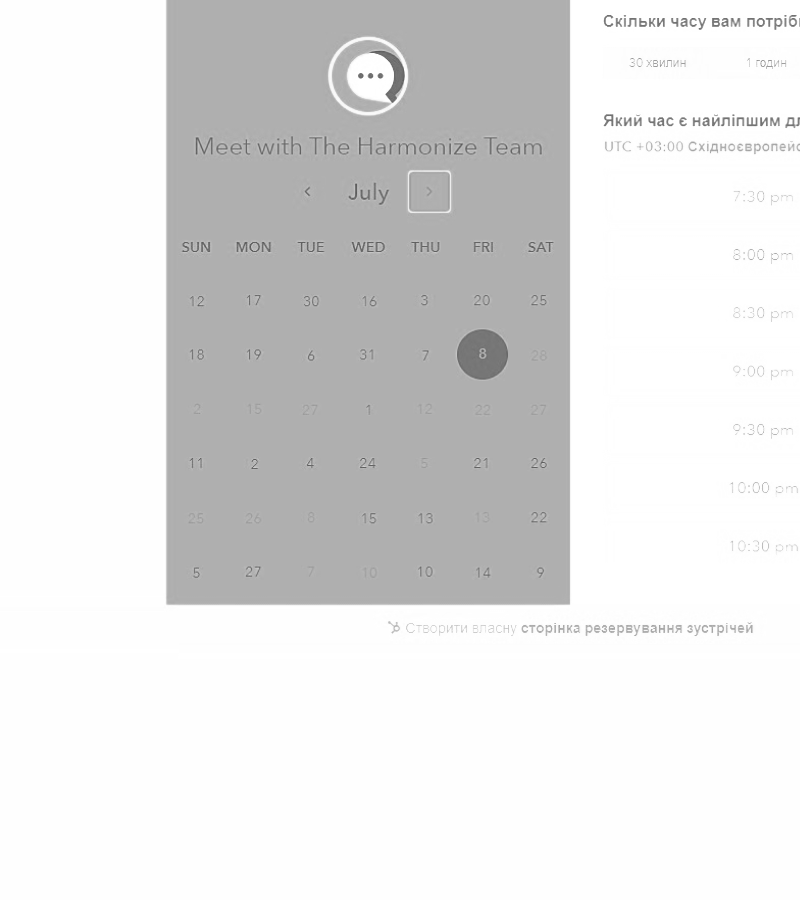 Meet with The Harmonize Team
July
SUN MON TUE WED THU FRI SAT
12 17 30 16 3 20 25
18 19 6 31 7 8 28
2 15 27 1 12 22 27
11 2 4 24 5 21 26
25 26 8 15 13 13 22
5 27 7 10 10 14 9
Скільки часу вам
30 хвилин 1 годин
Який час є найліпшим
UTC +03:00
7:30 pm
8:00 pm
8:30 pm
9:00 pm
9:30 pm
10:00 pm
10:30 pm
Створити власну сторінка резервування зустрічей